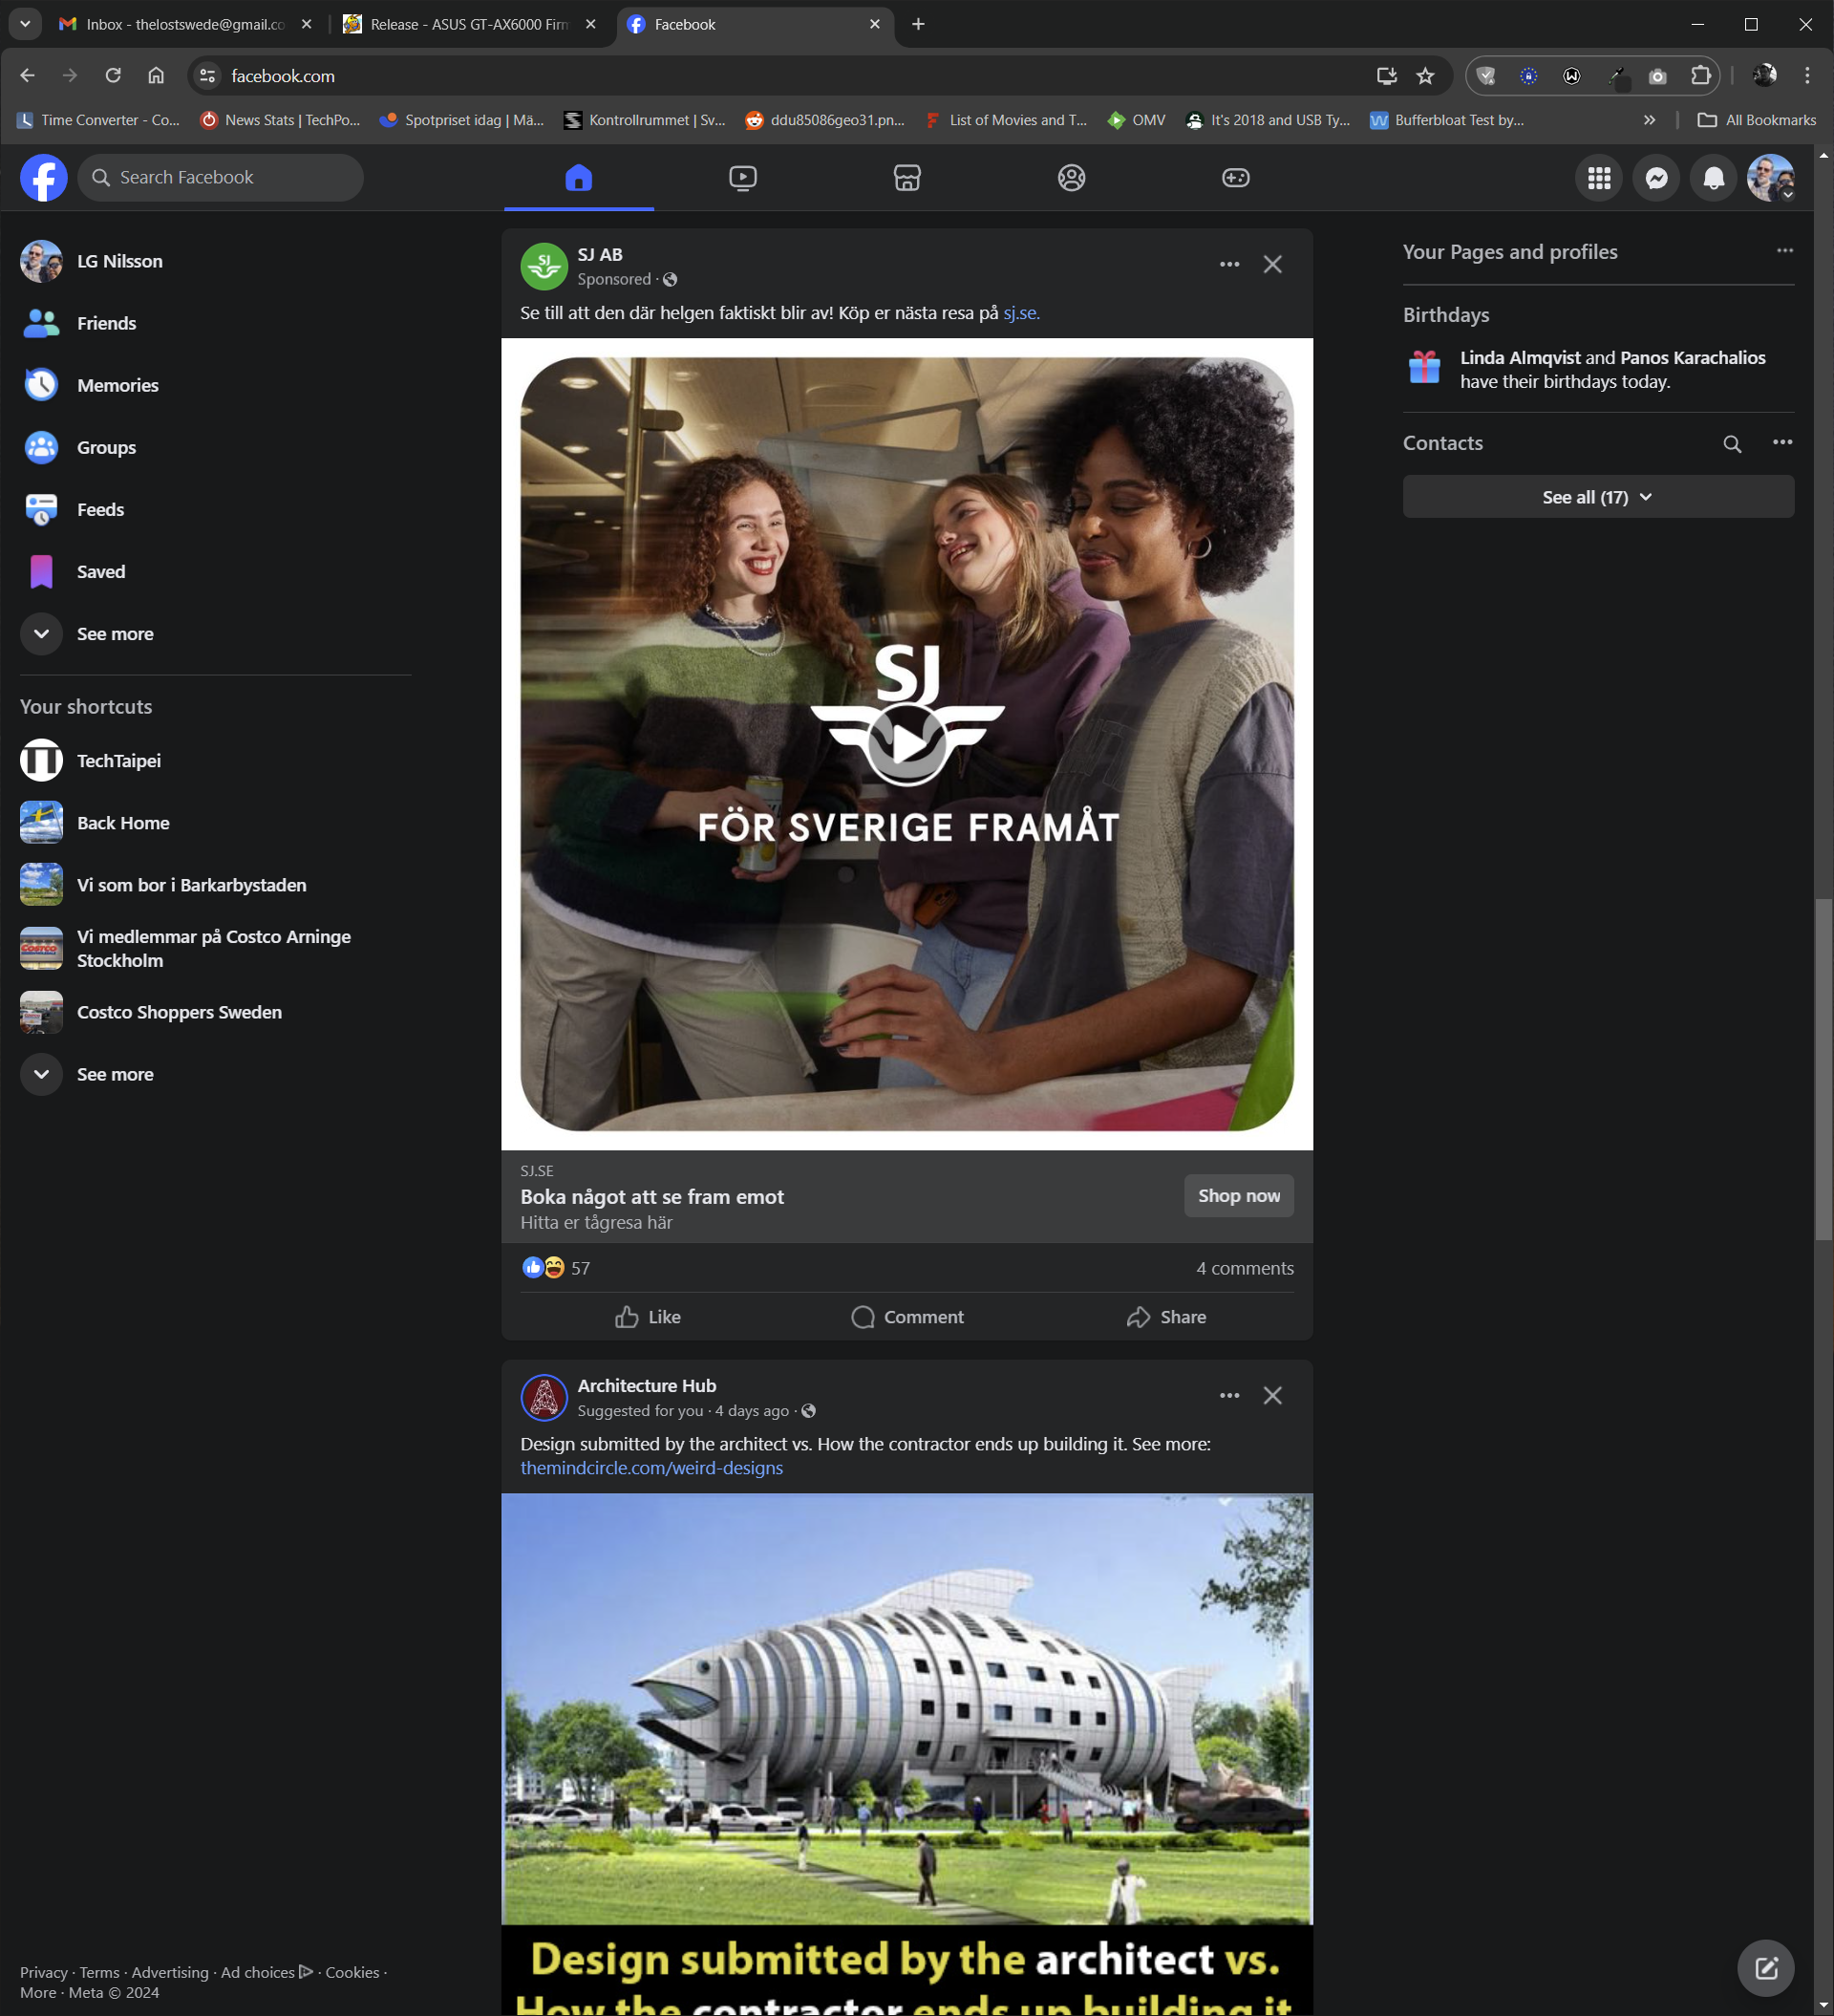 Inbox - thelostswede@gmail.co
Release - ASUS GT-AX6000 Firm
Facebook
facebook.com
Time Converter - Co...
News Stats | TechPo...
Spotpriset idag | Mä...
Kontrollrummet | Sv...
ddu85086geo31.pn...
List of Movies and T...
OMV
It's 2018 and USB Ty...
Bufferbloat Test by...
All Bookmarks
Search Facebook
LG Nilsson
Friends
Memories
Groups
Feeds
Saved
See more
Your shortcuts
TechTaipei
Back Home
Vi som bor i Barkarbystaden
Vi medlemmar på Costco Arninge
Stockholm
Costco Shoppers Sweden
See more
Privacy · Terms · Advertising · Ad choices · Cookies ·
More · Meta © 2024
SJ
SJ AB
Sponsored ·
Se till att den där helgen faktiskt blir av! Köp er nästa resa på sj.se.
SJ
FÖR SVERIGE FRAMÅT
SJ.SE
Boka något att se fram emot
Hitta er tågresa här
Shop now
57
4 comments
Like
Comment
Share
Architecture Hub
Suggested for you · 4 days ago ·
Design submitted by the architect vs. How the contractor ends up building it. See more:
themindcircle.com/weird-designs
Design submitted by the architect vs.
How the contractor ends up building it
Your Pages and profiles
Birthdays
Linda Almqvist and Panos Karachalios
have their birthdays today.
Contacts
See all (17)